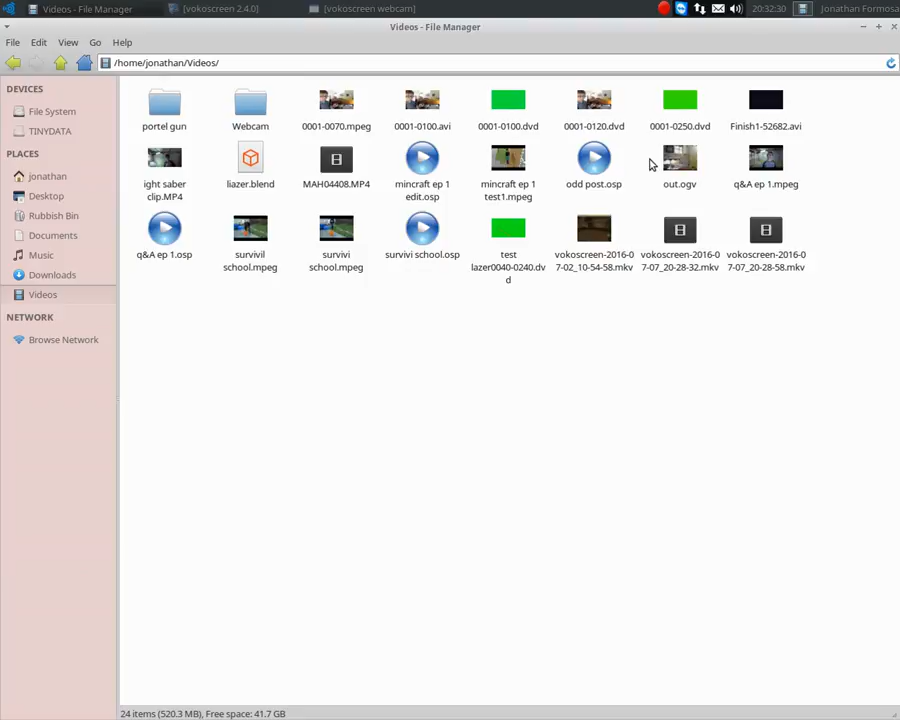 Videos - File Manager
[vokoscreen 2.4.0]
[vokoscreen webcam]
20:32:30
Jonathan Formosa
Videos - File Manager
File
Edit
View
Go
Help
/home/jonathan/Videos/
DEVICES
File System
TINYDATA
PLACES
jonathan
Desktop
Rubbish Bin
Documents
Music
Downloads
Videos
NETWORK
Browse Network
portel gun
Webcam
0001-0070.mpeg
0001-0100.avi
0001-0100.dvd
0001-0120.dvd
0001-0250.dvd
Finish1-52682.avi
ight saber
clip.MP4
liazer.blend
MAH04408.MP4
mincraft ep 1
edit.osp
mincraft ep 1
test1.mpeg
odd post.osp
out.ogv
q&A ep 1.mpeg
q&A ep 1.osp
survivil
school.mpeg
survivi
school.mpeg
survivi school.osp
test
lazer0040-0240.dv
d
vokoscreen-2016-0
7-02_10-54-58.mkv
vokoscreen-2016-0
7-07_20-28-32.mkv
vokoscreen-2016-0
7-07_20-28-58.mkv
24 items (520.3 MB), Free space: 41.7 GB